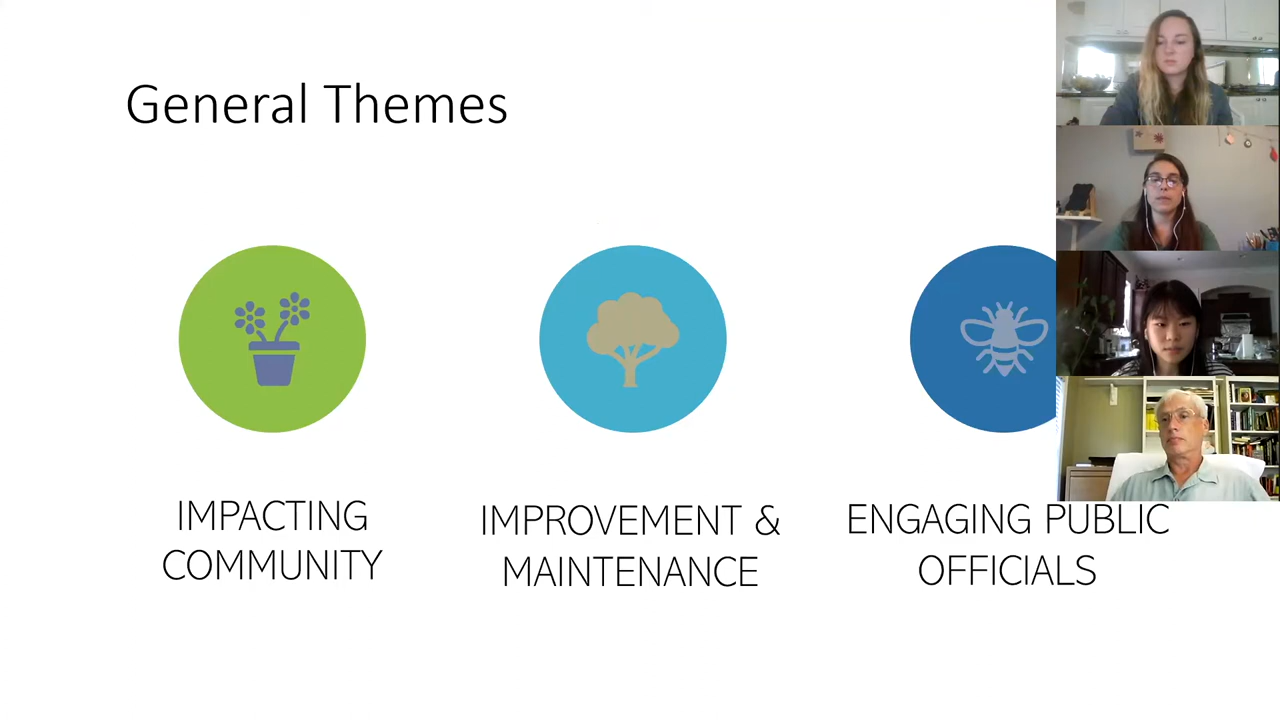 General Themes
IMPACTING
COMMUNITY
IMPROVEMENT &
MAINTENANCE
ENGAGING PUBLIC
OFFICIALS